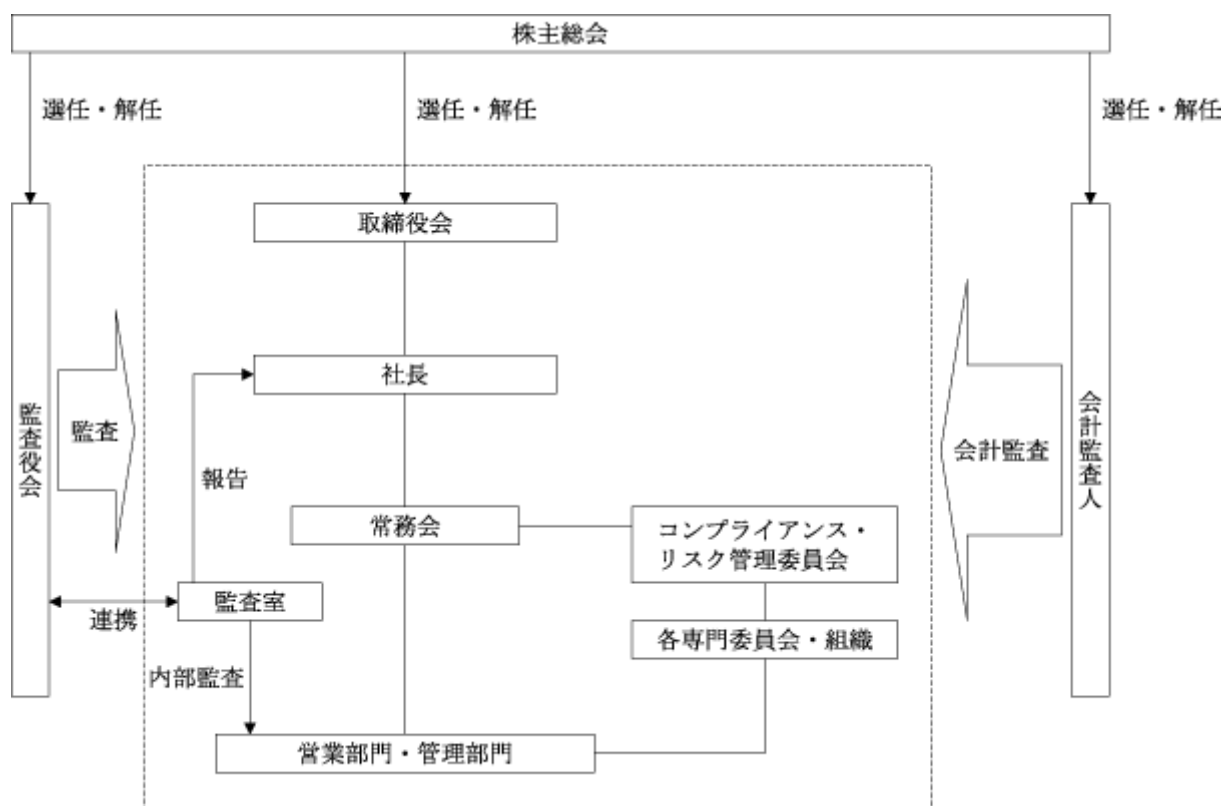 株主総会
選任・解任
選任・解任
選任・解任
取締役会
社長
監査役会
監査
報告
会計監査
会計監査人
常務会
コンプライアンス・
リスク管理委員会
監査室
連携
各専門委員会・組織
内部監査
営業部門・管理部門